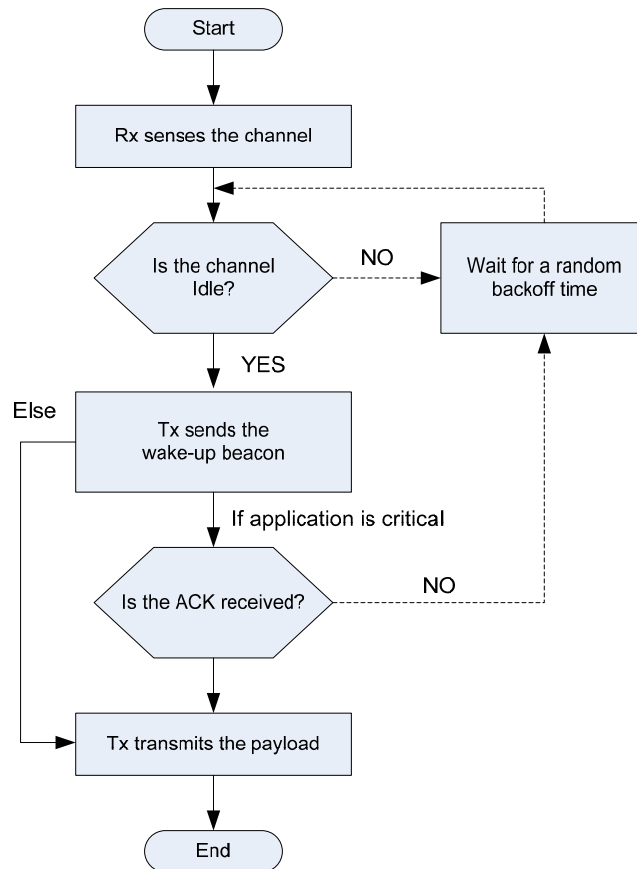 Start
Rx senses the channel
Is the channel
Idle?
NO
Wait for a random
backoff time
YES
Else
Tx sends the
wake-up beacon
If application is critical
Is the ACK received?
NO
Tx transmits the payload
End